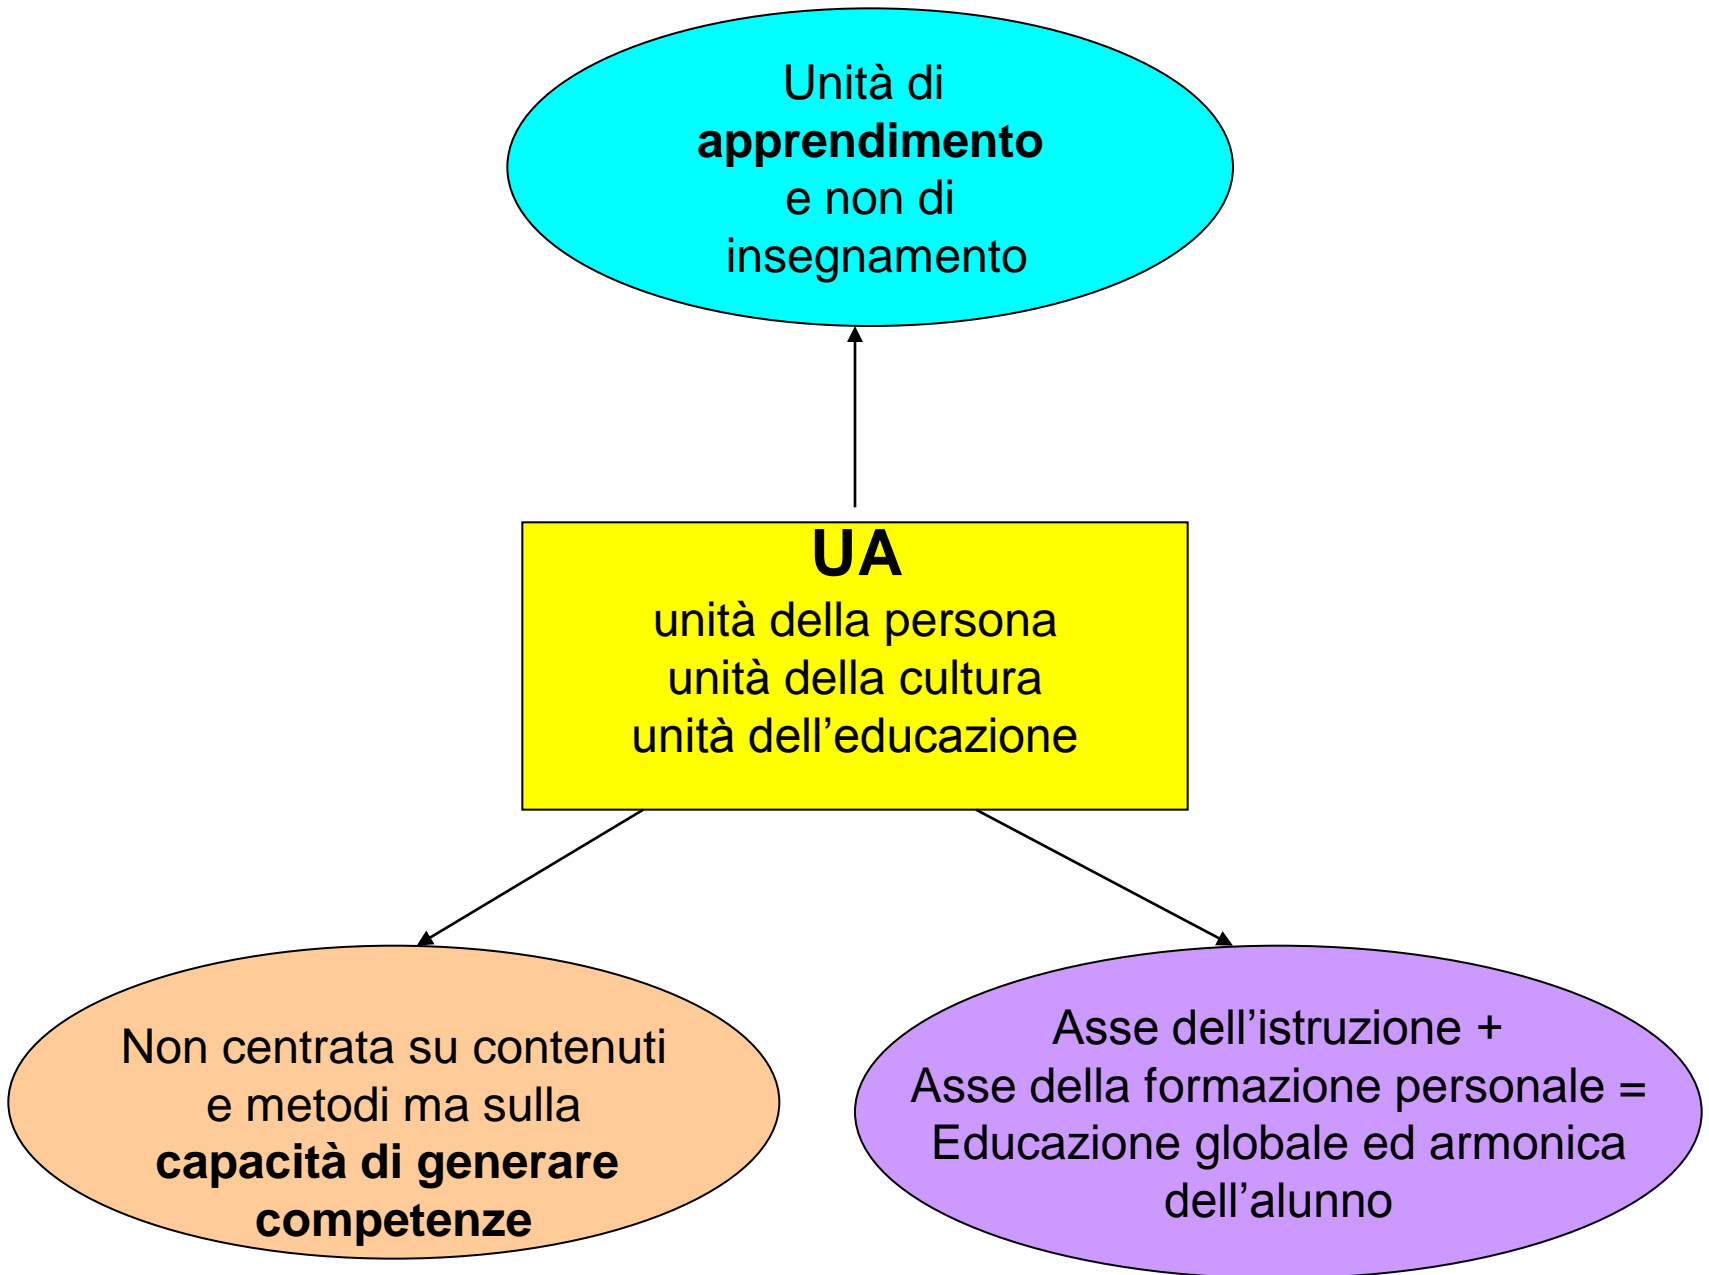 Unità di
apprendimento
e non di
insegnamento
UA
unità della persona
unità della cultura
unità dell’educazione
Non centrata su contenuti
e metodi ma sulla
capacità di generare
competenze
Asse dell’istruzione +
Asse della formazione personale =
Educazione globale ed armonica
dell’alunno